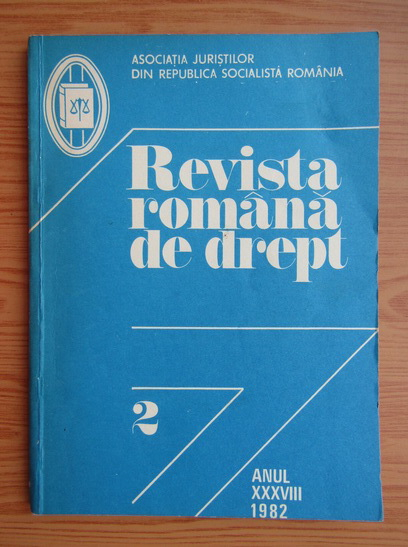 ASOCIAȚIA JURIȘTILOR
DIN REPUBLICA SOCIALISTĂ ROMÂNIA
Revista
română
de drept
2
ANUL
XXXVIII
1982